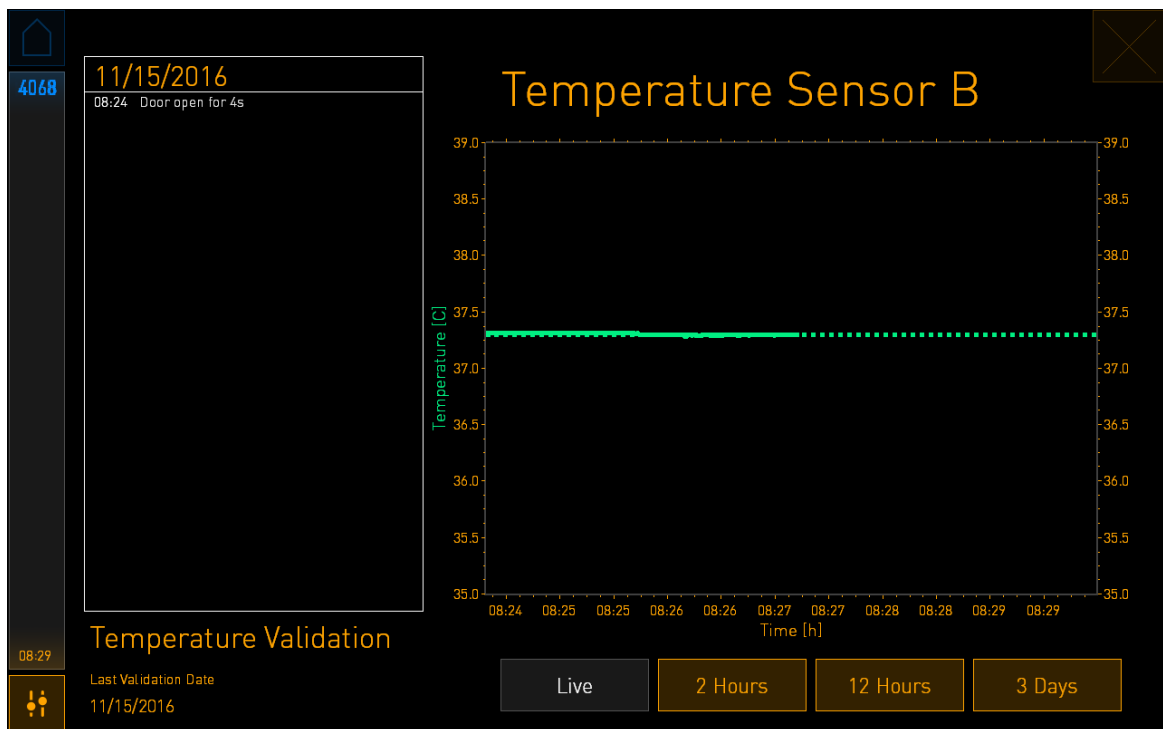 4068
11/15/2016
08:24 Door open for 4s
Temperature Sensor B
39.0 39.0
38.5 38.5
38.0 38.0
37.5 37.5
37.0 37.0
36.5 36.5
36.0 36.0
35.5 35.5
35.0 35.0
Temperature [C]
08:24 08:25 08:25 08:26 08:26 08:27 08:27 08:28 08:28 08:29 08:29
Time [h]
Temperature Validation
08:29
Last Validation Date
11/15/2016
Live 2 Hours 12 Hours 3 Days